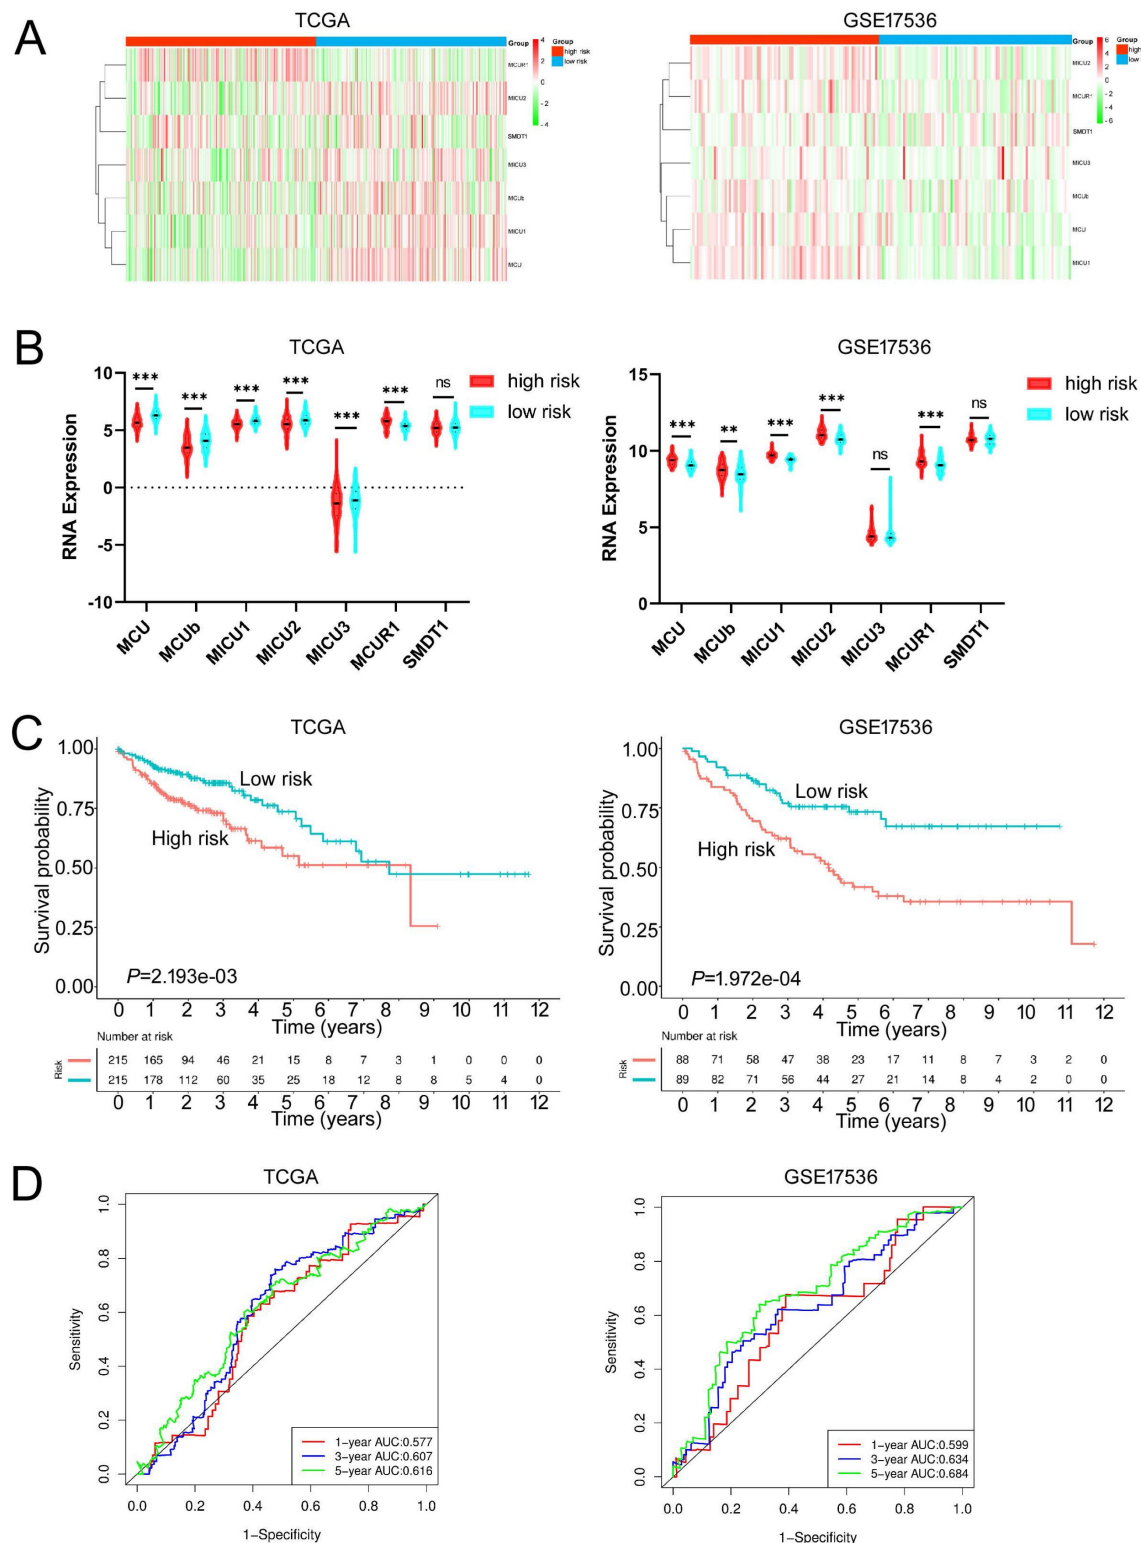 A
TCGA
Group
high risk
low risk
4
2
0
-2
-4
MCUR1
MICU2
SMDT1
MICU3
MCUb
MICU1
MCU
GSE17536
Group
high
low
6
4
2
0
-2
-4
-6
MICU2
MCUR1
SMDT1
MICU3
MCUb
MCU
MICU1
B
TCGA
RNA Expression
10
5
0
-5
-10
*** *** *** *** *** *** ns
high risk
low risk
MCU MCUb MICU1 MICU2 MICU3 MCUR1 SMDT1
GSE17536
RNA Expression
15
10
5
0
*** ** *** *** ns *** ns
high risk
low risk
MCU MCUb MICU1 MICU2 MICU3 MCUR1 SMDT1
C
TCGA
Survival probability
1.00
0.75
0.50
0.25
0.00
Low risk
High risk
P=2.193e-03
0 1 2 3 4 5 6 7 8 9 10 11 12
Time (years)
Number at risk
Risk
215 165 94 46 21 15 8 7 3 1 0 0 0
215 178 112 60 35 25 18 12 8 8 5 4 0
0 1 2 3 4 5 6 7 8 9 10 11 12
Time (years)
GSE17536
Survival probability
1.00
0.75
0.50
0.25
0.00
Low risk
High risk
P=1.972e-04
0 1 2 3 4 5 6 7 8 9 10 11 12
Time (years)
Number at risk
Risk
88 71 58 47 38 23 17 11 8 7 3 2 0
89 82 71 56 44 27 21 14 8 4 2 0 0
0 1 2 3 4 5 6 7 8 9 10 11 12
Time (years)
D
TCGA
Sensitivity
1.0
0.8
0.6
0.4
0.2
0.0
1-year AUC:0.577
3-year AUC:0.607
5-year AUC:0.616
0.0 0.2 0.4 0.6 0.8 1.0
1-Specificity
GSE17536
Sensitivity
1.0
0.8
0.6
0.4
0.2
0.0
1-year AUC:0.599
3-year AUC:0.634
5-year AUC:0.684
0.0 0.2 0.4 0.6 0.8 1.0
1-Specificity